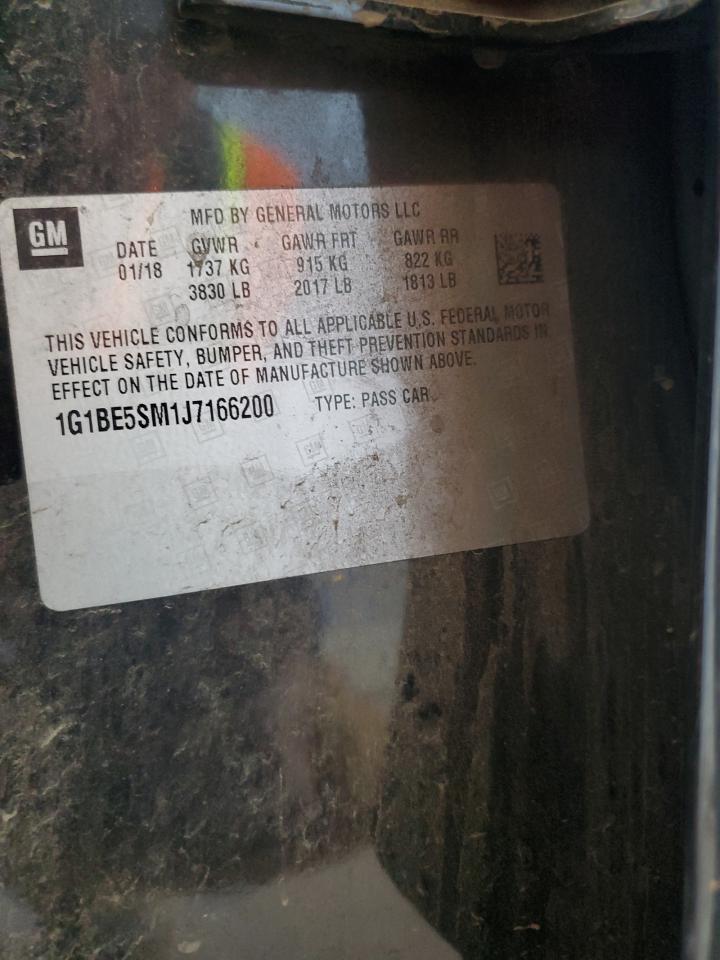 GM
MFD BY GENERAL MOTORS LLC
DATE GVWR GAWR FRT GAWR RR
01/18 1737 KG 915 KG 822 KG
3830 LB 2017 LB 1813 LB
THIS VEHICLE CONFORMS TO ALL APPLICABLE U.S. FEDERAL MOTOR
VEHICLE SAFETY, BUMPER, AND THEFT PREVENTION STANDARDS IN
EFFECT ON THE DATE OF MANUFACTURE SHOWN ABOVE.
1G1BE5SM1J7166200 TYPE: PASS CAR